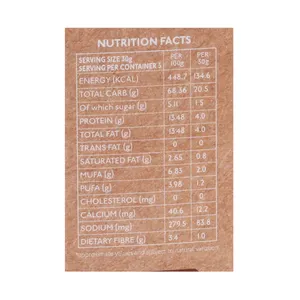 NUTRITION FACTS
SERVING SIZE 30g PER 100g PER 30g
SERVING PER CONTAINER 5
ENERGY [KCAL] 448.7 134.6
TOTAL CARB (g) 68.36 20.5
Of which sugar (g) 5.11 1.5
PROTEIN (g) 13.48 4.0
TOTAL FAT (g) 13.48 4.0
TRANS FAT (g) 0 0
SATURATED FAT (g) 2.65 0.8
MUFA (g) 6.83 2.0
PUFA (g) 3.98 1.2
CHOLESTEROL (mg) 0 0
CALCIUM (mg) 40.6 12.2
SODIUM (mg) 279.5 83.8
DIETARY FIBRE (g) 3.4 1.0